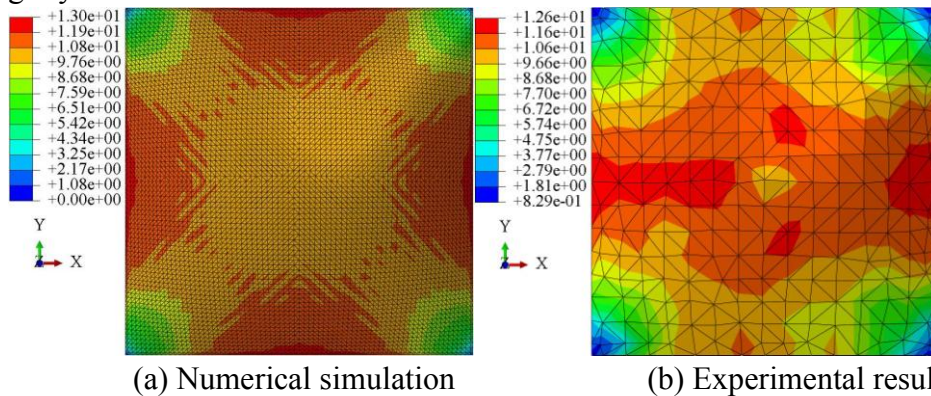 +1.30e+01
+1.19e+01
+1.08e+01
+9.76e+00
+8.68e+00
+7.59e+00
+6.51e+00
+5.42e+00
+4.34e+00
+3.25e+00
+2.17e+00
+1.08e+00
+0.00e+00
Y
Z X
+1.26e+01
+1.16e+01
+1.06e+01
+9.66e+00
+8.68e+00
+7.70e+00
+6.72e+00
+5.74e+00
+4.75e+00
+3.77e+00
+2.79e+00
+1.81e+00
+8.29e-01
Y
Z X
(a) Numerical simulation
(b) Experimental resul